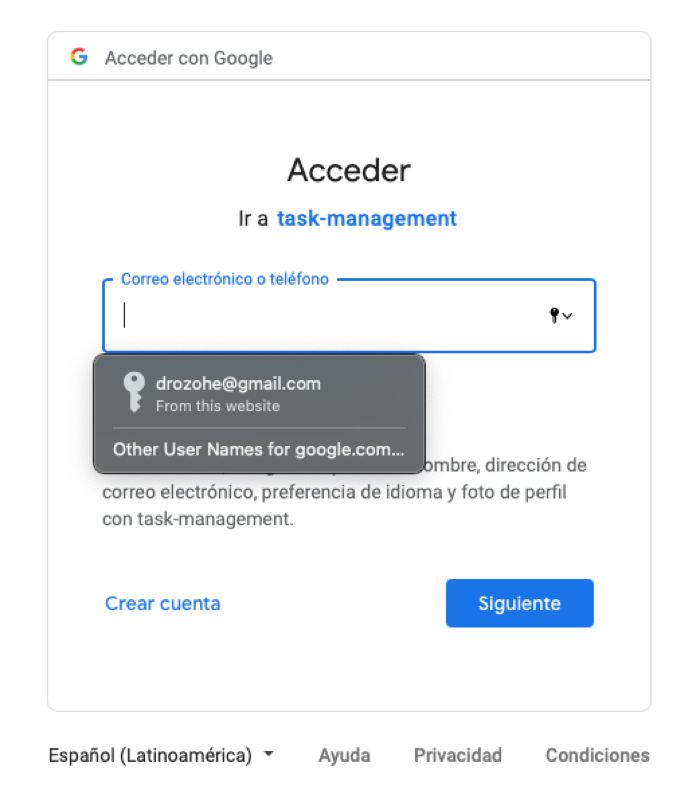 Acceder con Google
Acceder
Ir a task-management
Correo electrónico o teléfono
drozohe@gmail.com
From this website
Other User Names for google.com...
dirección de
correo electrónico, preferencia de idioma y foto de perfil
con task-management.
Crear cuenta
Siguiente
Español (Latinoamérica)
Ayuda
Privacidad
Condiciones